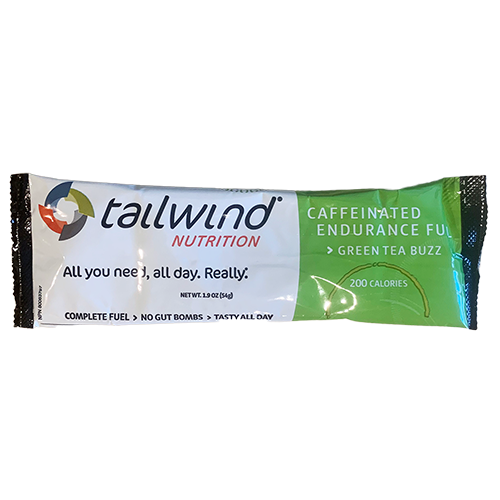 tailwind
NUTRITION
All you need, all day. Really.
NET WT. 1.9 OZ (54g)
COMPLETE FUEL > NO GUT BOMBS > TASTY ALL DAY
CAFFEINATED
ENDURANCE FU
> GREEN TEA BUZZ
200 CALORIES